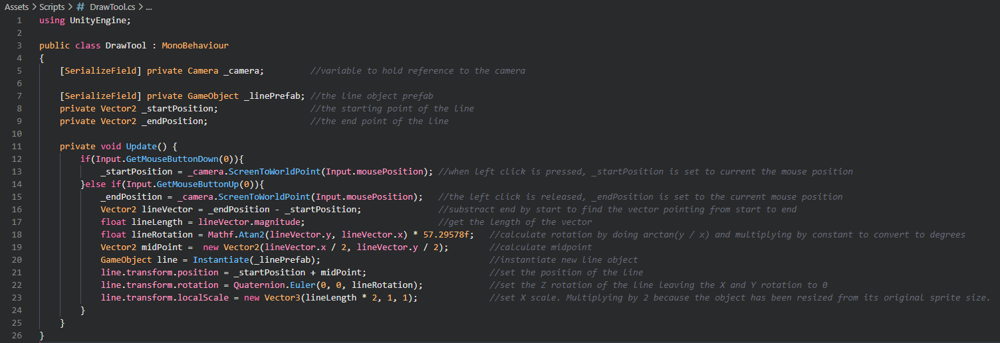 Assets > Scripts > # DrawTool.cs > ...
1 using UnityEngine;
2
3 public class DrawTool : MonoBehaviour
4 {
5     [SerializeField] private Camera _camera;         //variable to hold reference to the camera
6
7     [SerializeField] private GameObject _linePrefab; //the line object prefab
8     private Vector2 _startPosition;                  //the starting point of the line
9     private Vector2 _endPosition;                    //the end point of the line
10
11     private void Update() {
12         if(Input.GetMouseButtonDown(0)){
13             _startPosition = _camera.ScreenToWorldPoint(Input.mousePosition); //when left click is pressed, _startPosition is set to current the mouse position
14         }else if(Input.GetMouseButtonUp(0)){
15             _endPosition = _camera.ScreenToWorldPoint(Input.mousePosition);   //the left click is released, _endPosition is set to the current mouse position
16             Vector2 lineVector = _endPosition - _startPosition;               //substract end by start to find the vector pointing from start to end
17             float lineLength = lineVector.magnitude;                          //get the length of the vector
18             float lineRotation = Mathf.Atan2(lineVector.y, lineVector.x) * 57.29578f;   //calculate rotation by doing arctan(y / x) and multiplying by constant to convert to degrees
19             Vector2 midPoint =  new Vector2(lineVector.x / 2, lineVector.y / 2);        //calculate midpoint
20             GameObject line = Instantiate(_linePrefab);                                 //instantiate new line object
21             line.transform.position = _startPosition + midPoint;                        //set the position of the line
22             line.transform.rotation = Quaternion.Euler(0, 0, lineRotation);             //set the Z rotation of the line leaving the X and Y rotation to 0
23             line.transform.localScale = new Vector3(lineLength * 2, 1, 1);              //set X scale. Multiplying by 2 because the object has been resized from its original sprite size.
24         }
25     }
26 }